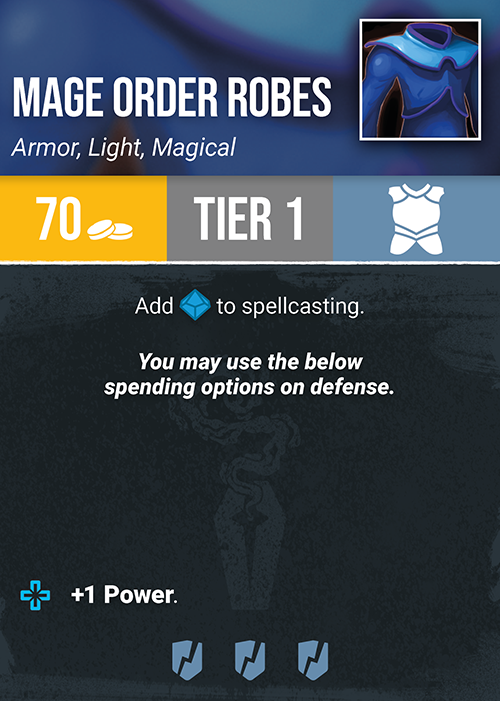 MAGE ORDER ROBES
Armor, Light, Magical
70
TIER 1
Add to spellcasting.
You may use the below
spending options on defense.
+1 Power.